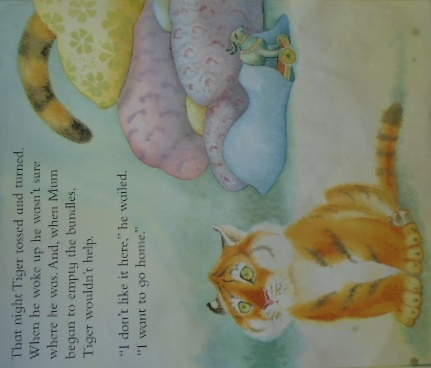 That night Tiger tossed and turned.
When he woke up he wasn't sure
where he was. And, when Mum
began to empty the bundles.
Tiger wouldn't help.
"I don't like it here," he wailed.
"I want to go home."